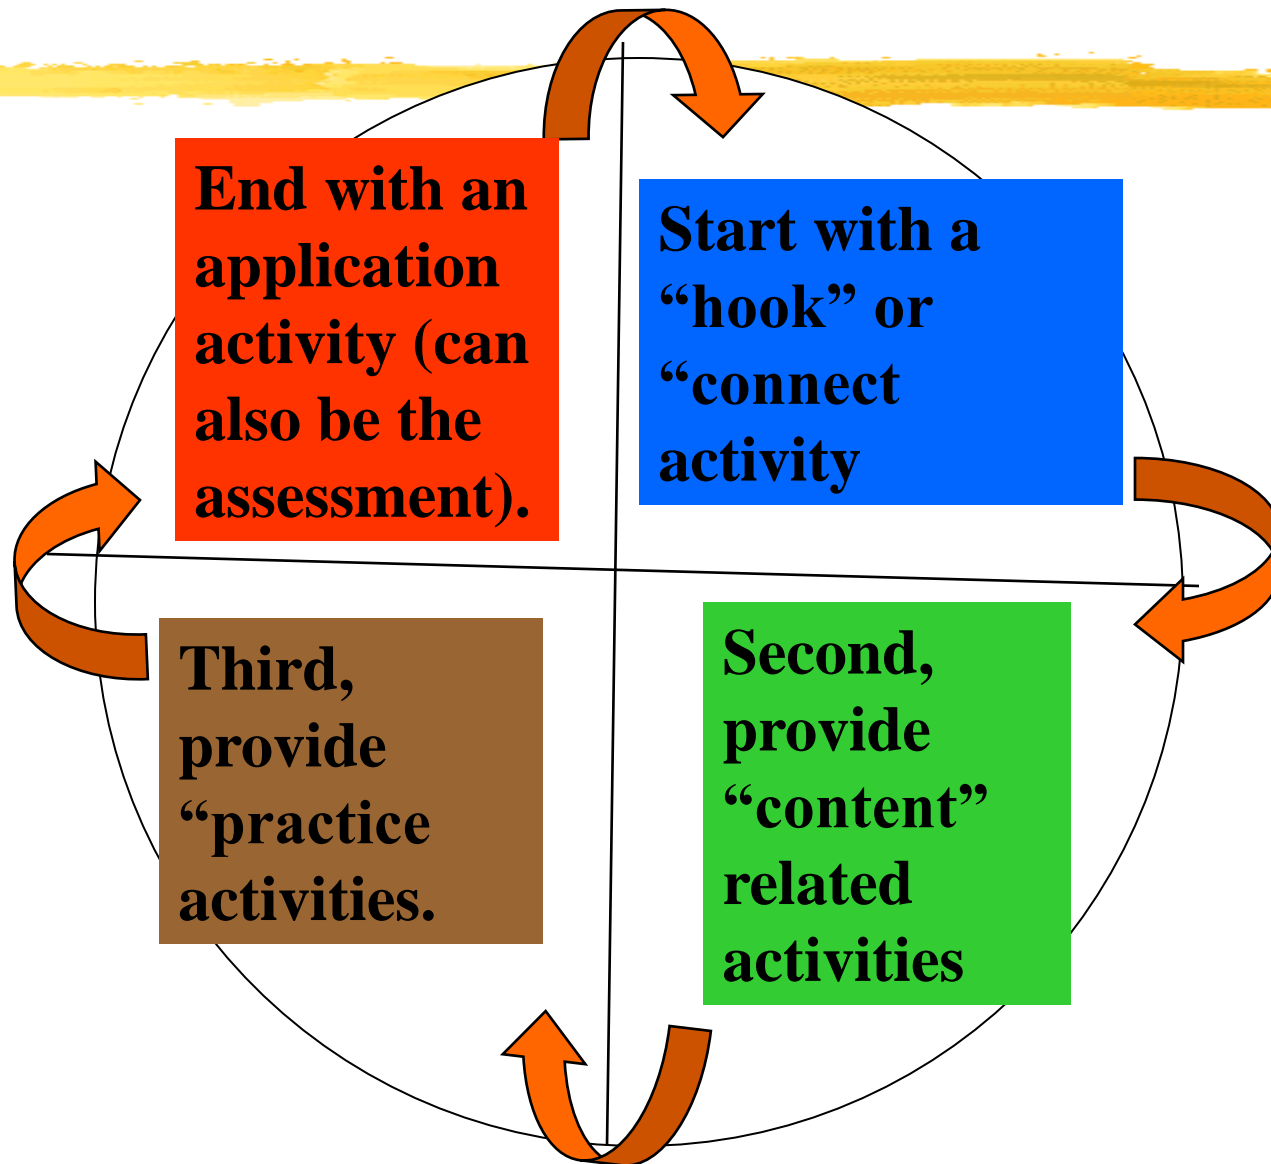 End with an
application
activity (can
also be the
assessment).
Start with a
“hook” or
“connect
activity
Third,
provide
“practice
activities.
Second,
provide
“content”
related
activities